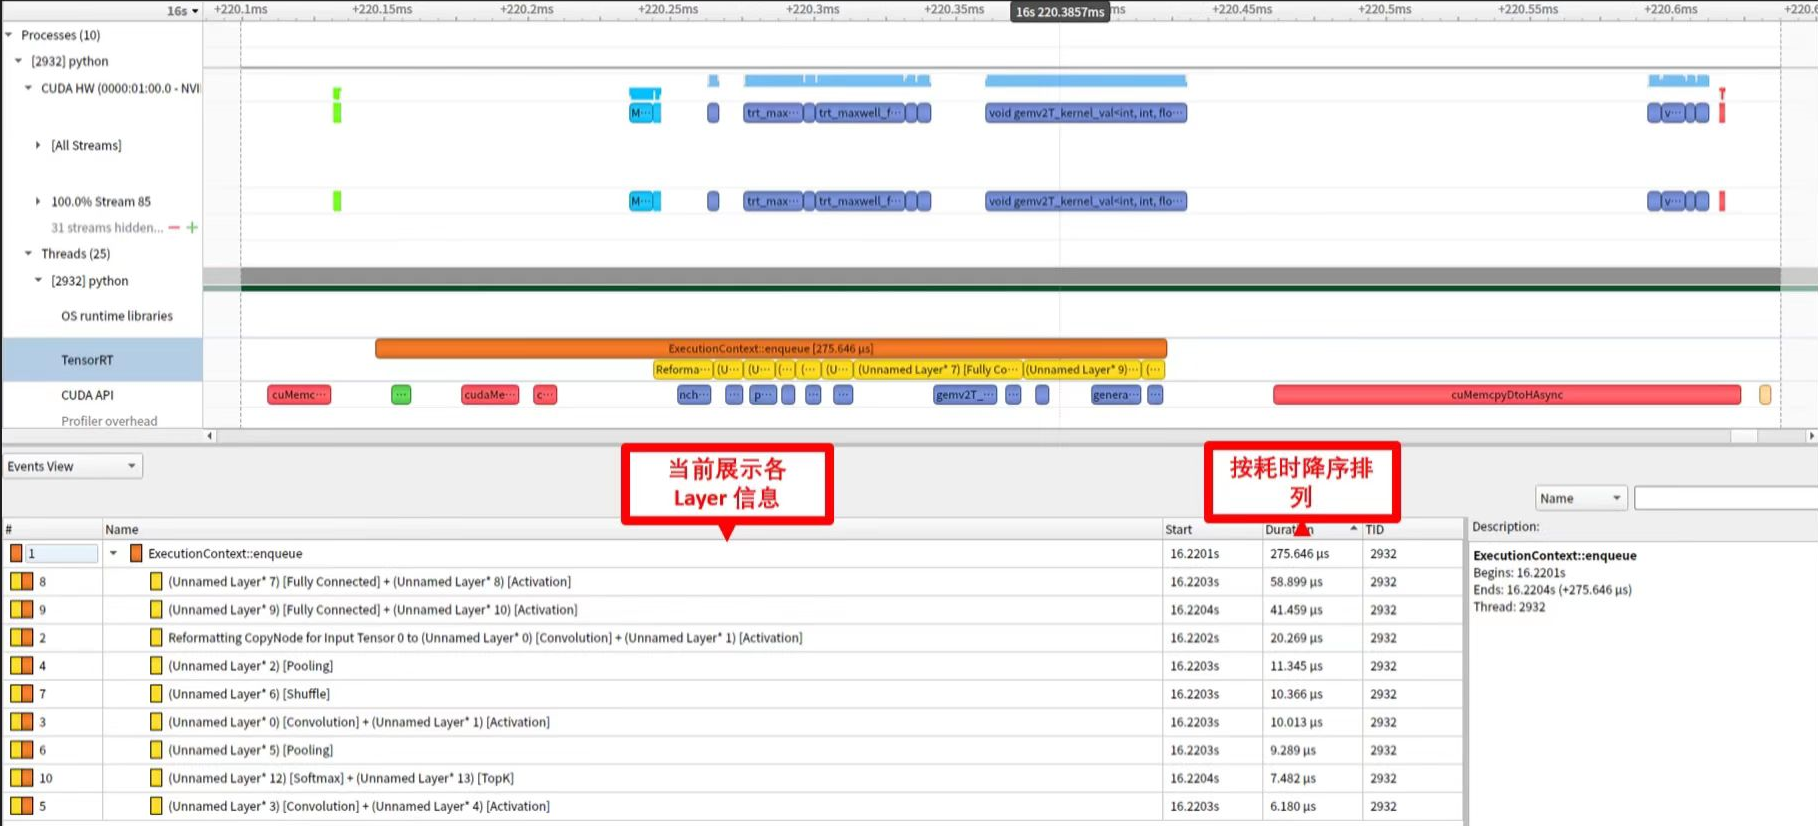 16s
+220.1ms
+220.15ms
+220.2ms
+220.25ms
+220.3ms
+220.35ms
16s 220.3857ms
ms
+220.45ms
+220.5ms
+220.55ms
+220.6ms
Processes (10)
[2932] python
CUDA HW (0000:01:00.0 - NVI
M···
trt_max···
trt_maxwell_f···
void gemv2T_kernel_val<int, int, flo···
v···
[All Streams]
100.0% Stream 85
M···
trt_max···
trt_maxwell_f···
void gemv2T_kernel_val<int, int, flo···
v···
31 streams hidden...
Threads (25)
[2932] python
OS runtime libraries
TensorRT
ExecutionContext::enqueue [275.646 µs]
Reforma···
(U···
(U···
(···
(···
(U···
(Unnamed Layer* 7) [Fully Co···
(Unnamed Layer* 9)···
(···
CUDA API
cuMemc···
···
cudaMe···
c···
nch···
···
p···
···
···
gemv2T_···
···
genera···
···
cuMemcpyDtoHAsync
Profiler overhead
Events View
当前展示各
Layer 信息
按耗时降序排
列
Name
# Name Start Duration TID
1 ExecutionContext::enqueue 16.2201s 275.646 µs 2932
8 (Unnamed Layer* 7) [Fully Connected] + (Unnamed Layer* 8) [Activation] 16.2203s 58.899 µs 2932
9 (Unnamed Layer* 9) [Fully Connected] + (Unnamed Layer* 10) [Activation] 16.2204s 41.459 µs 2932
2 Reformatting CopyNode for Input Tensor 0 to (Unnamed Layer* 0) [Convolution] + (Unnamed Layer* 1) [Activation] 16.2202s 20.269 µs 2932
4 (Unnamed Layer* 2) [Pooling] 16.2203s 11.345 µs 2932
7 (Unnamed Layer* 6) [Shuffle] 16.2203s 10.366 µs 2932
3 (Unnamed Layer* 0) [Convolution] + (Unnamed Layer* 1) [Activation] 16.2203s 10.013 µs 2932
6 (Unnamed Layer* 5) [Pooling] 16.2203s 9.289 µs 2932
10 (Unnamed Layer* 12) [Softmax] + (Unnamed Layer* 13) [TopK] 16.2204s 7.482 µs 2932
5 (Unnamed Layer* 3) [Convolution] + (Unnamed Layer* 4) [Activation] 16.2203s 6.180 µs 2932
Description:
ExecutionContext::enqueue
Begins: 16.2201s
Ends: 16.2204s (+275.646 µs)
Thread: 2932